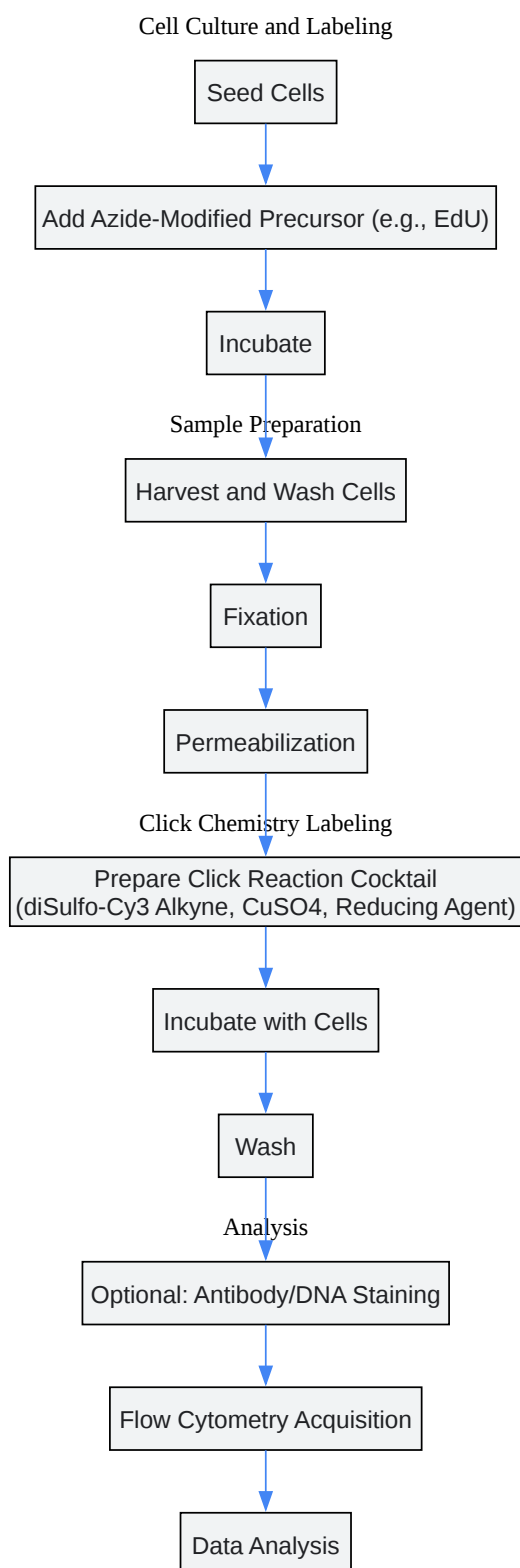 Cell Culture and Labeling
Seed Cells
Add Azide-Modified Precursor (e.g., EdU)
Incubate
Sample Preparation
Harvest and Wash Cells
Fixation
Permeabilization
Click Chemistry Labeling
Prepare Click Reaction Cocktail
(diSulfo-Cy3 Alkyne, CuSO4, Reducing Agent)
Incubate with Cells
Wash
Analysis
Optional: Antibody/DNA Staining
Flow Cytometry Acquisition
Data Analysis